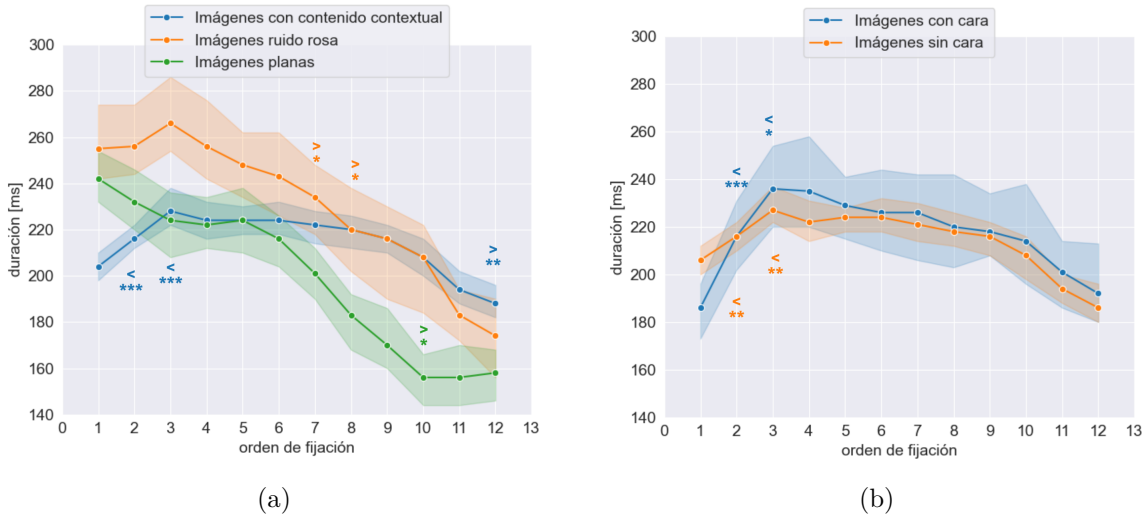 Imágenes con contenido contextual
Imágenes ruido rosa
Imágenes planas
300
280
260
240
220
200
180
160
140
duración [ms]
<
***
<
***
>
*
>
*
>
*
>
**
0 1 2 3 4 5 6 7 8 9 10 11 12 13
orden de fijación
(a)
Imágenes con cara
Imágenes sin cara
300
280
260
240
220
200
180
160
140
duración [ms]
<
*
<
***
<
**
<
**
0 1 2 3 4 5 6 7 8 9 10 11 12 13
orden de fijación
(b)